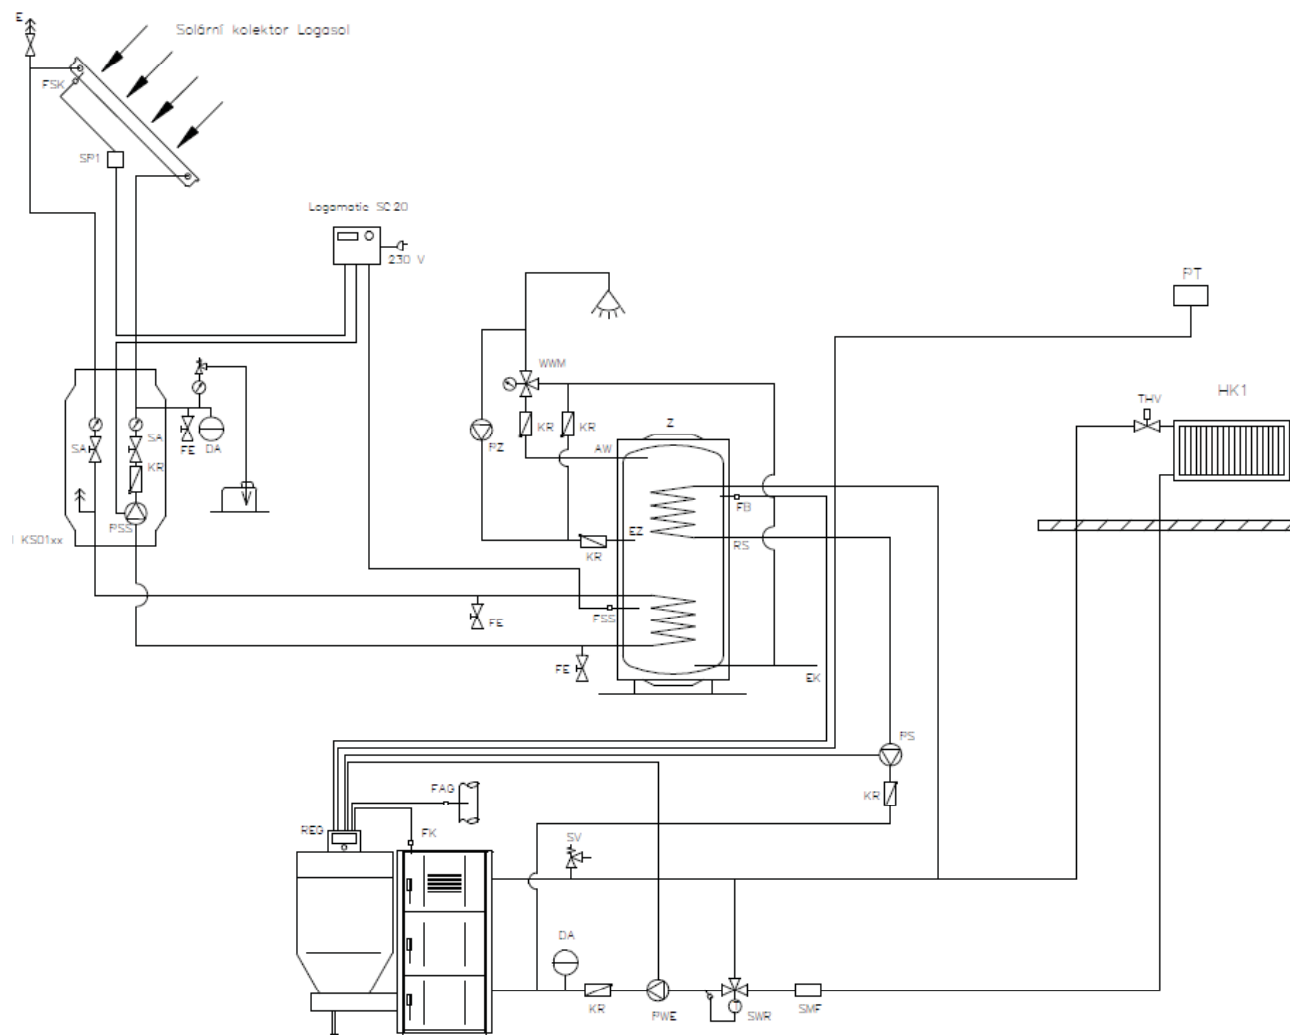 E
Solární kolektor Logasol
FSK
SP1
Logamatic SC 20
230 V
PT
WWM
THV
HK1
SA
SA
FE
DA
KR
PZ
KR
KR
Z
AW
FB
PSS
EZ
KR
RS
KS01xx
FSS
FE
FE
EK
PS
FAG
KR
REG
FK
SV
DA
KR
PWE
SWR
SMF